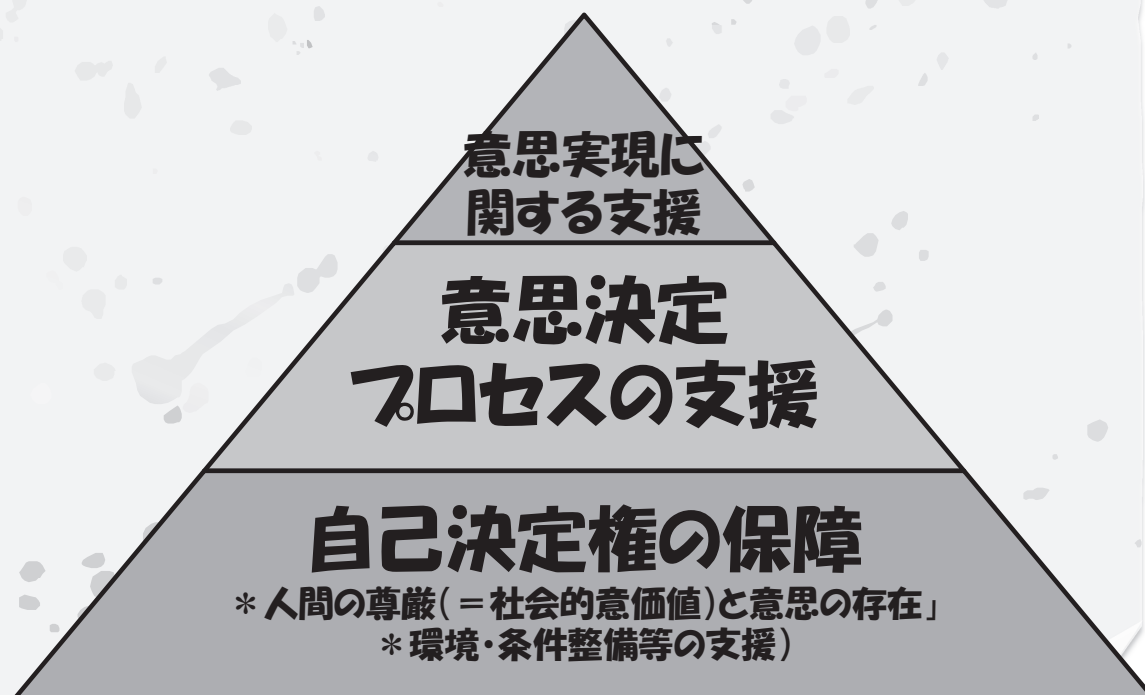 意思実現に
関する支援
意思決定
プロセスの支援
自己決定権の保障
＊人間の尊厳(＝社会的意価値)と意思の存在」
＊環境・条件整備等の支援)